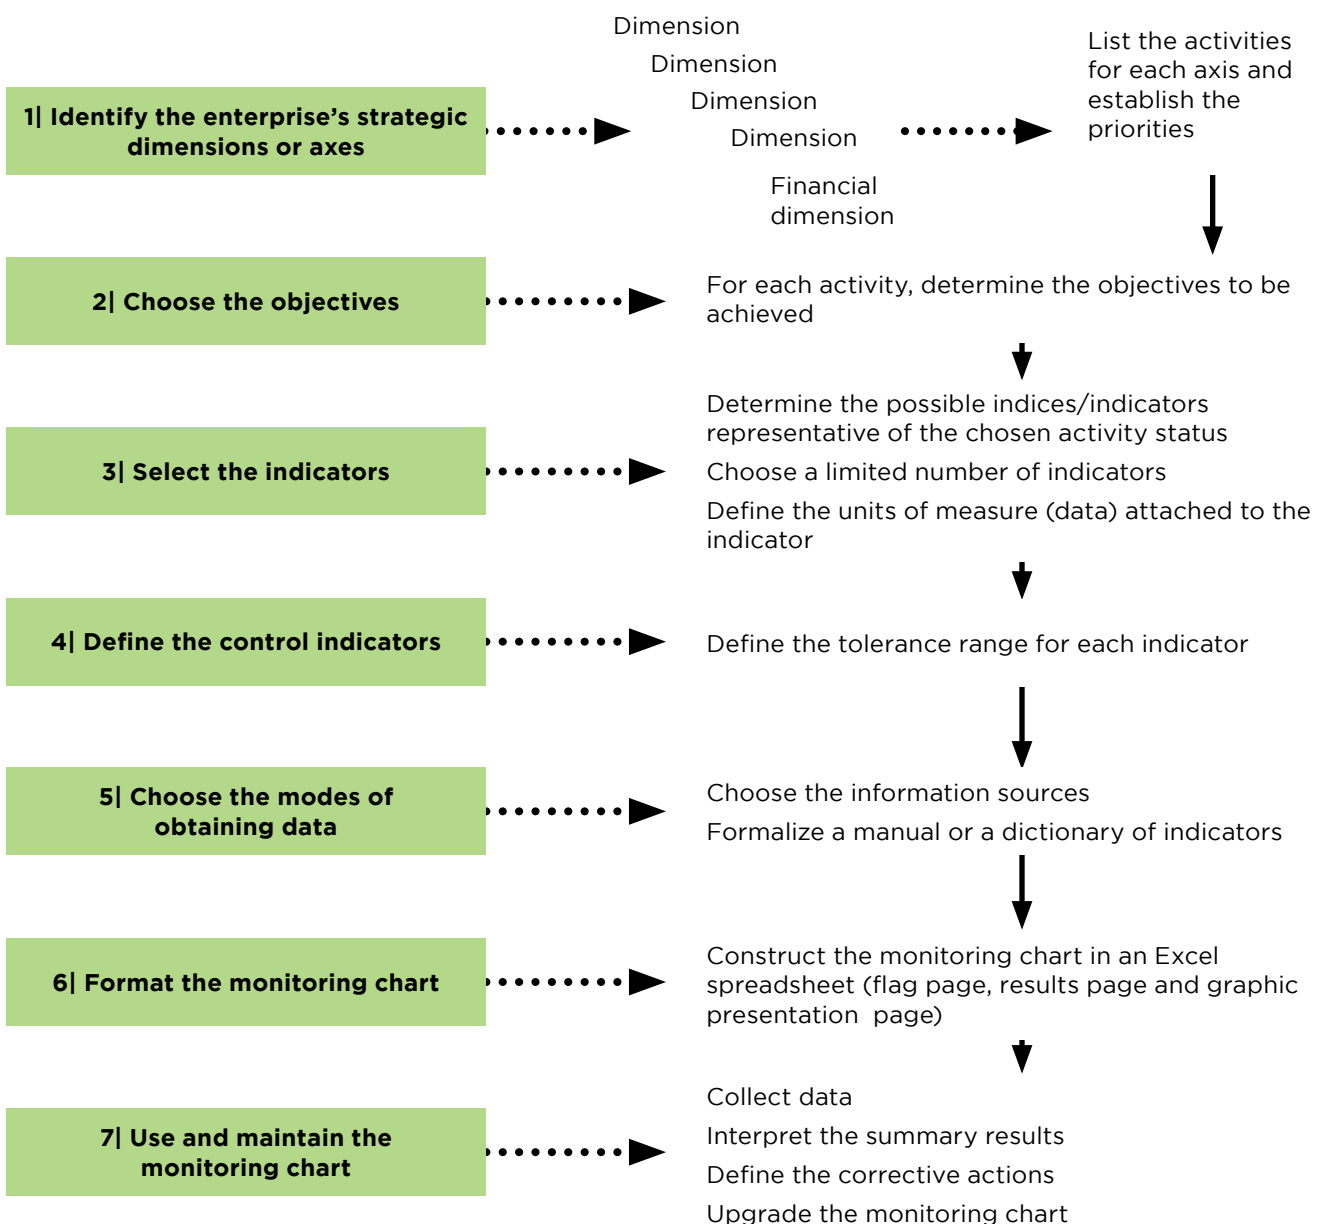 1| Identify the enterprise's strategic
dimensions or axes
Dimension
Dimension
Dimension
Dimension
Financial
dimension
List the activities
for each axis and
establish the
priorities
2| Choose the objectives
For each activity, determine the objectives to be
achieved
3| Select the indicators
Determine the possible indices/indicators
representative of the chosen activity status
Choose a limited number of indicators
Define the units of measure (data) attached to the
indicator
4| Define the control indicators
Define the tolerance range for each indicator
5| Choose the modes of
obtaining data
Choose the information sources
Formalize a manual or a dictionary of indicators
6| Format the monitoring chart
Construct the monitoring chart in an Excel
spreadsheet (flag page, results page and graphic
presentation  page)
7| Use and maintain the
monitoring chart
Collect data
Interpret the summary results
Define the corrective actions
Upgrade the monitoring chart